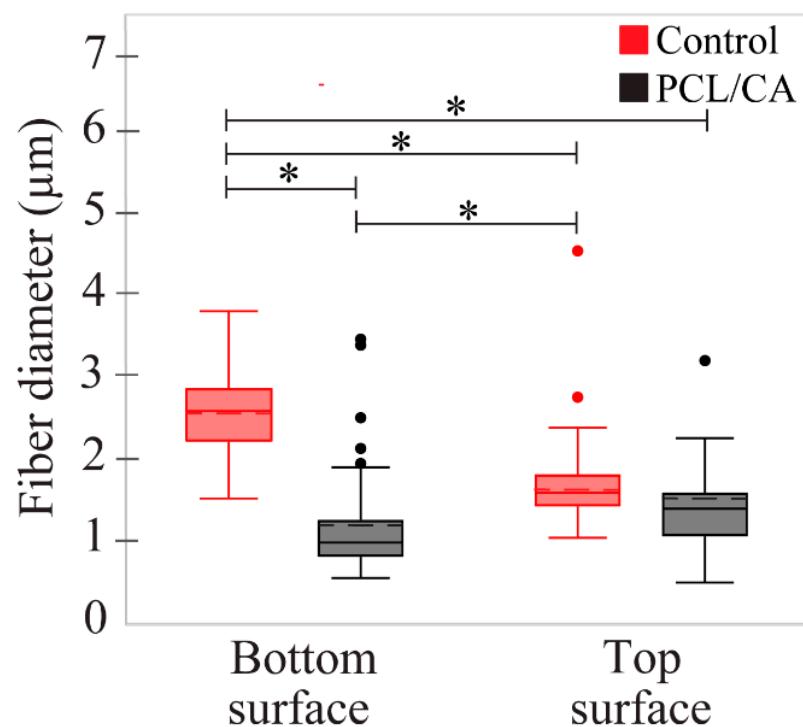 Control
PCL/CA
Fiber diameter (μm)
7
6
5
4
3
2
1
0
*
*
*
*
Bottom
surface
Top
surface